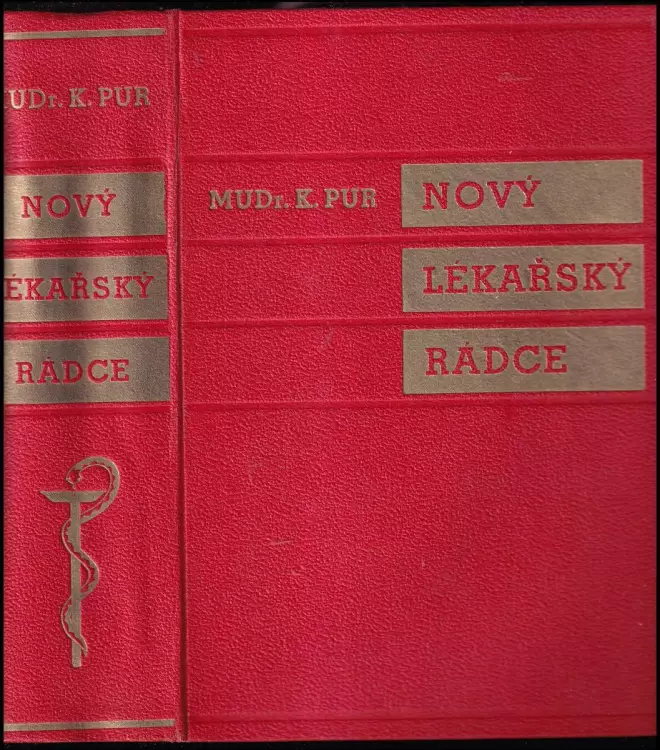 MUDr. K. PUR
NOVÝ
LÉKAŘSKÝ
RÁDCE
MUDr. K. PUR
NOVÝ
LÉKAŘSKÝ
RÁDCE